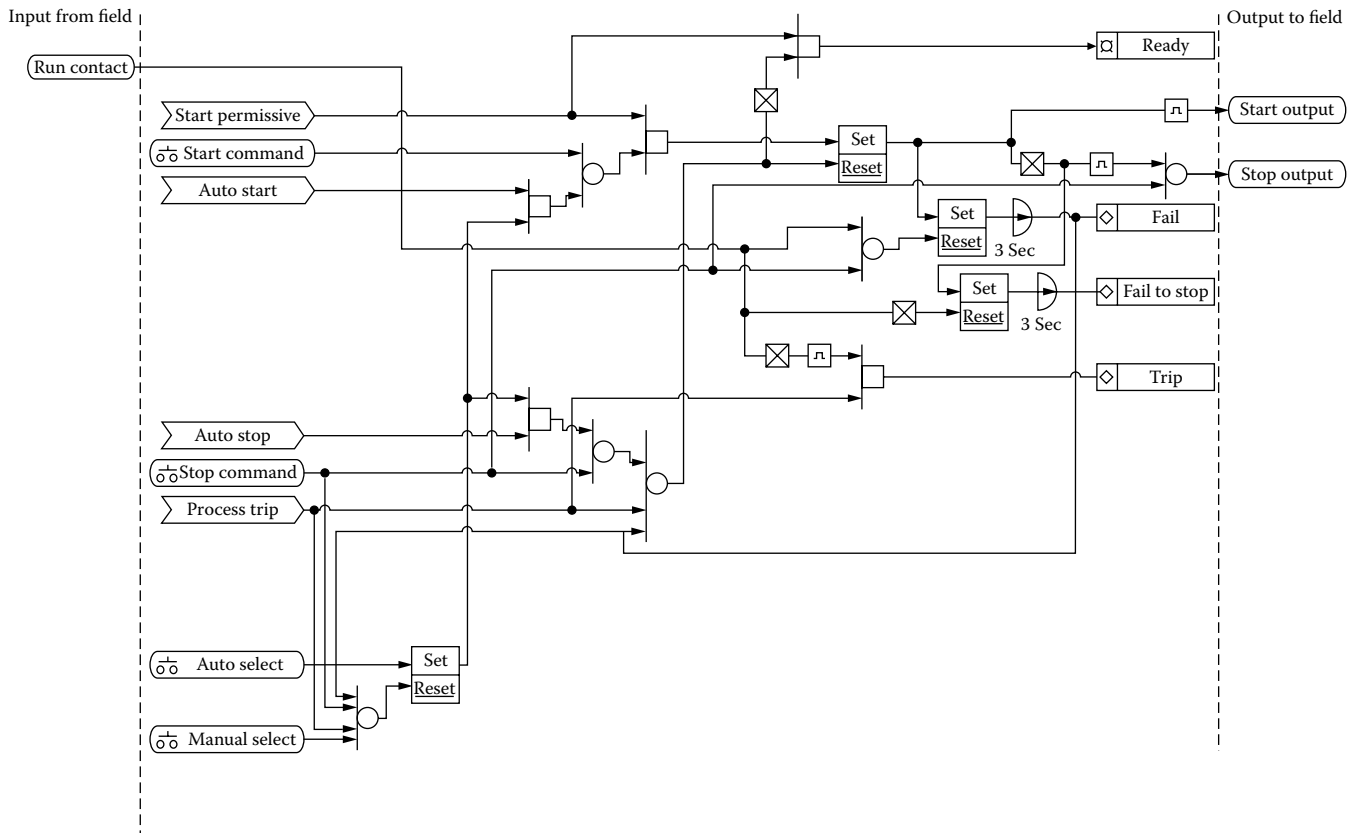 Input from field
Output to field
Ready
Run contact
Start permissive
Start output
Start command
Set
Reset
Stop output
Auto start
Set
Reset
3 Sec
Fail
Set
Reset
3 Sec
Fail to stop
Trip
Auto stop
Stop command
Process trip
Auto select
Set
Reset
Manual select